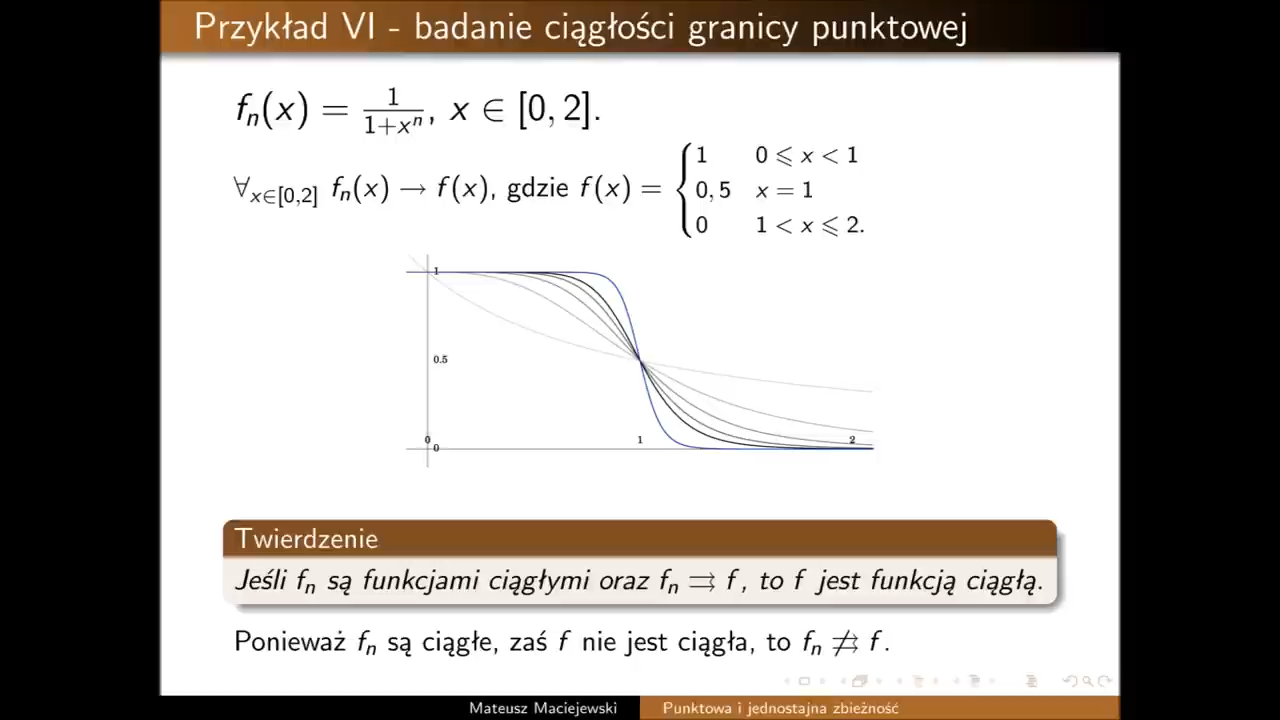 Przykład VI - badanie ciągłości granicy punktowej
fₙ(x) = 1/(1+xⁿ), x ∈ [0, 2].
∀x∈[0,2] fₙ(x) → f(x), gdzie f(x) = { 1 0 ⩽ x < 1
0, 5 x = 1
0 1 < x ⩽ 2.
1
0.5
0 1 2
0
Twierdzenie
Jeśli fₙ są funkcjami ciągłymi oraz fₙ ⇉ f, to f jest funkcją ciągłą.
Ponieważ fₙ są ciągłe, zaś f nie jest ciągła, to fₙ ⇉̸ f.
Mateusz Maciejewski Punktowa i jednostajna zbieżność